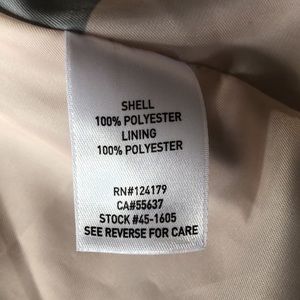 SHELL
100% POLYESTER
LINING
100% POLYESTER
RN#124179
CA#55637
STOCK #45-1605
SEE REVERSE FOR CARE